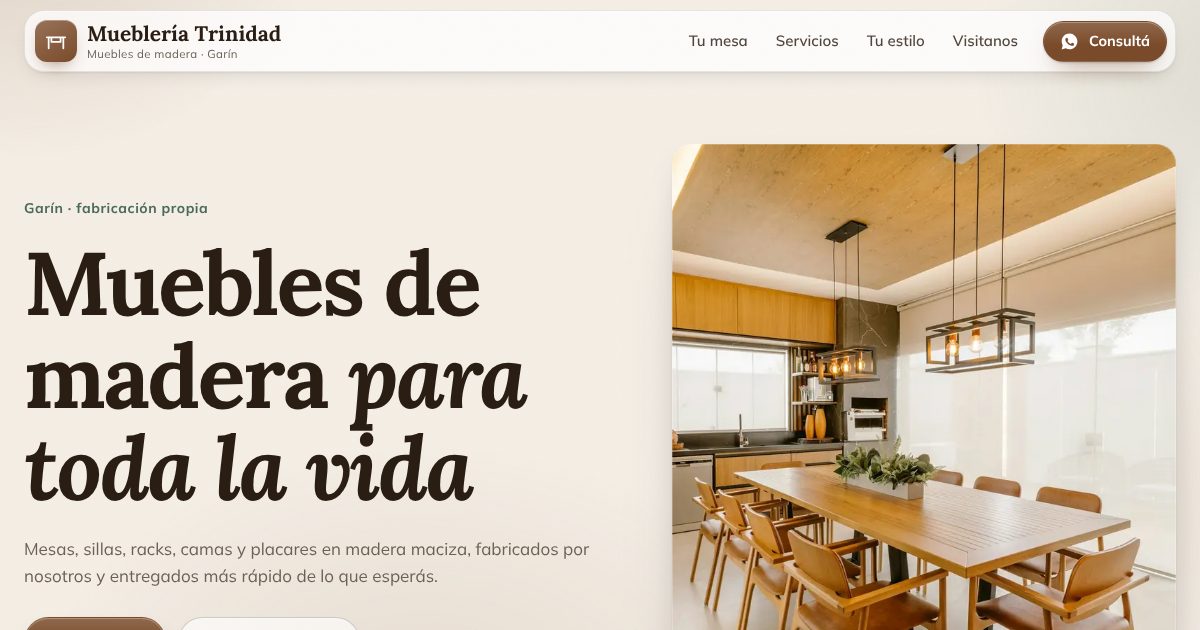 Mueblería Trinidad
Muebles de madera · Garín
Tu mesa
Servicios
Tu estilo
Visitanos
Consultá
Garín · fabricación propia
Muebles de
madera para
toda la vida
Mesas, sillas, racks, camas y placares en madera maciza, fabricados por
nosotros y entregados más rápido de lo que esperás.